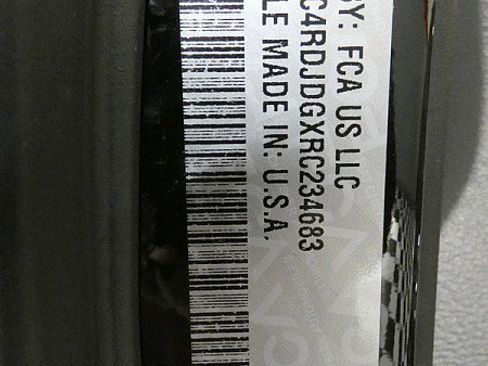 BY: FCA US LLC
C4RDJDGXRC234683
LE MADE IN: U.S.A.